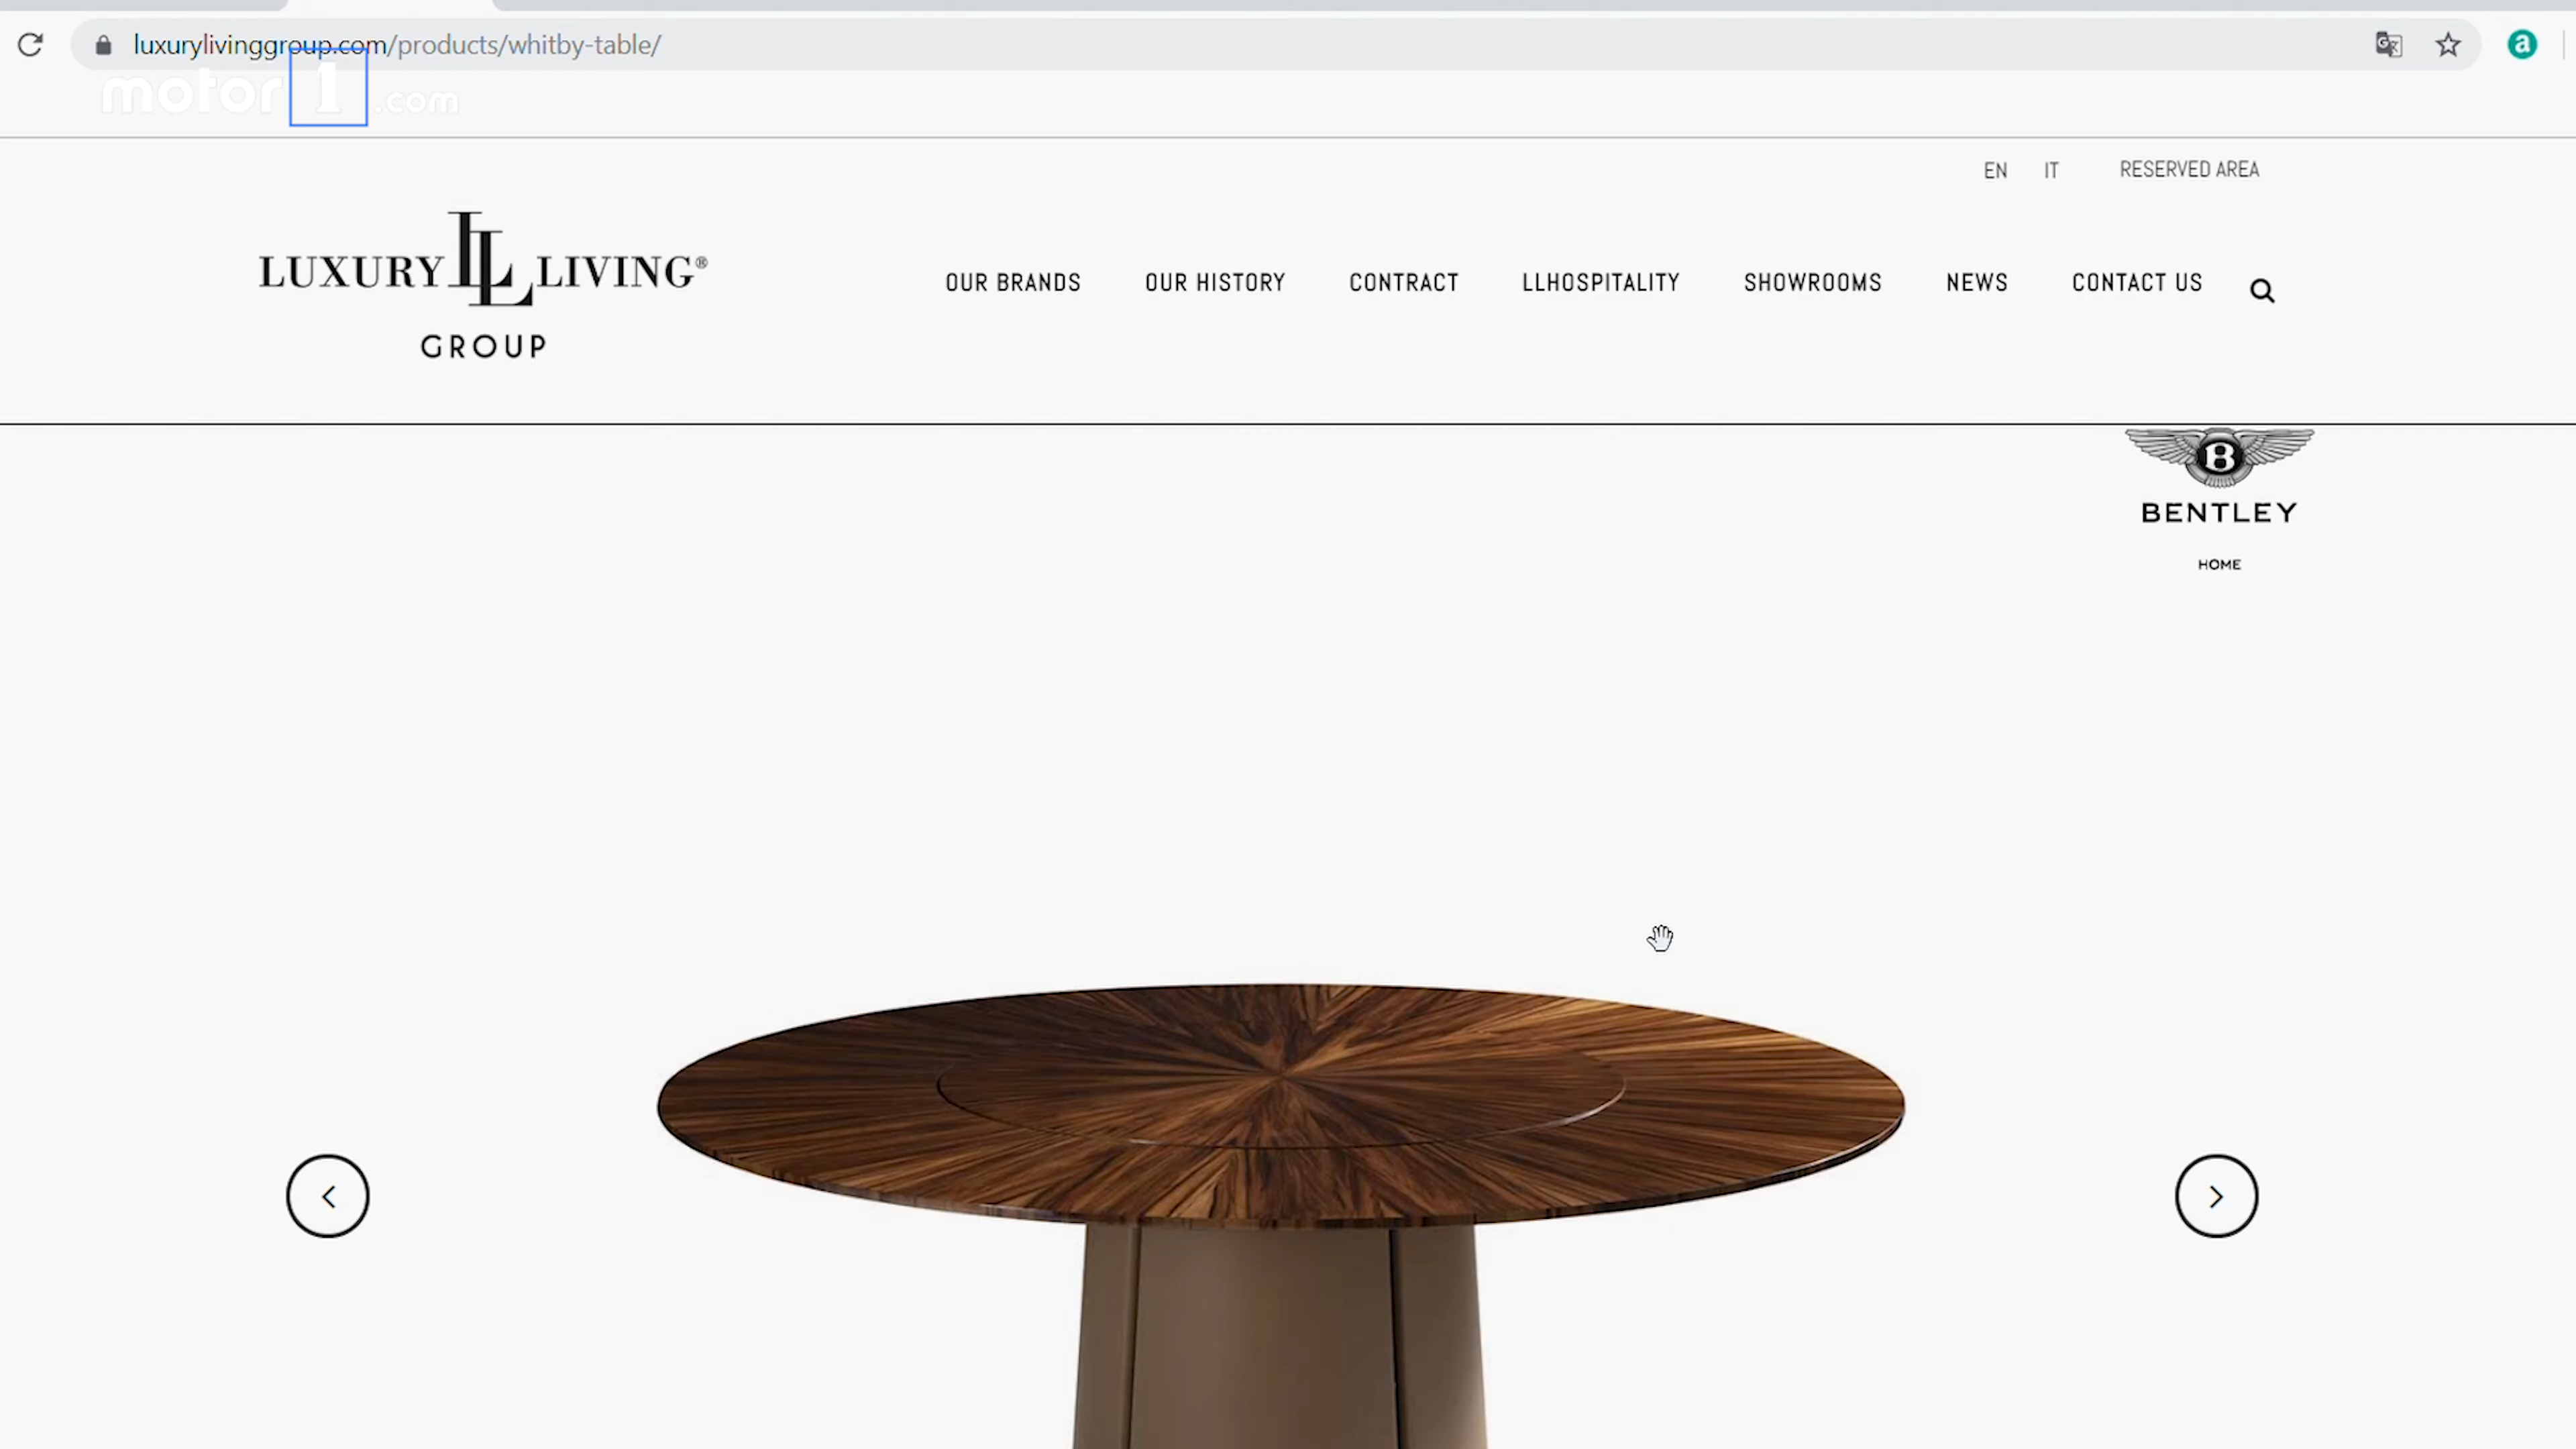 luxurylivinggroup.com/products/whitby-table/
motor1.com
EN IT RESERVED AREA
LUXURY LL LIVING®
GROUP
OUR BRANDS OUR HISTORY CONTRACT LLHOSPITALITY SHOWROOMS NEWS CONTACT US
B
BENTLEY
HOME